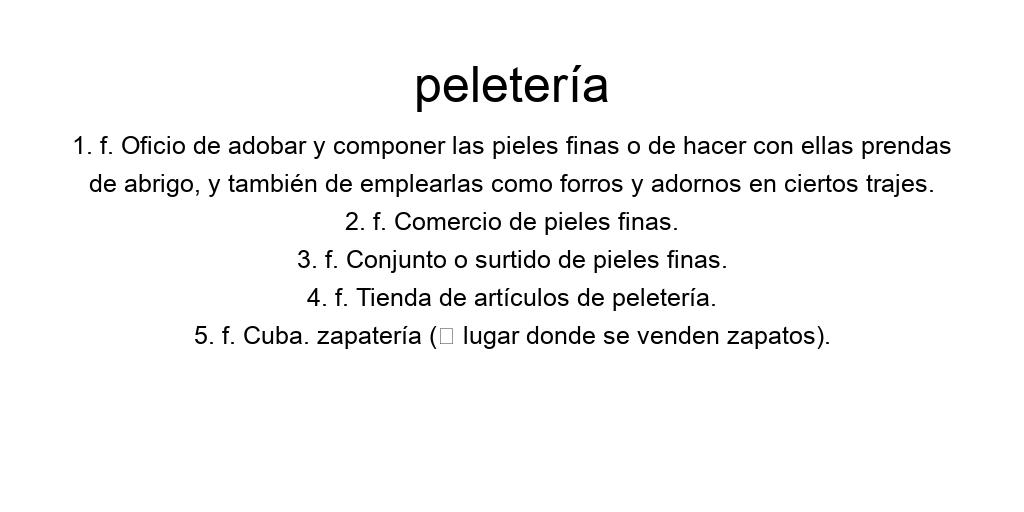 peletería
1. f. Oficio de adobar y componer las pieles finas o de hacer con ellas prendas
de abrigo, y también de emplearlas como forros y adornos en ciertos trajes.
2. f. Comercio de pieles finas.
3. f. Conjunto o surtido de pieles finas.
4. f. Tienda de artículos de peletería.
5. f. Cuba. zapatería (□ lugar donde se venden zapatos).